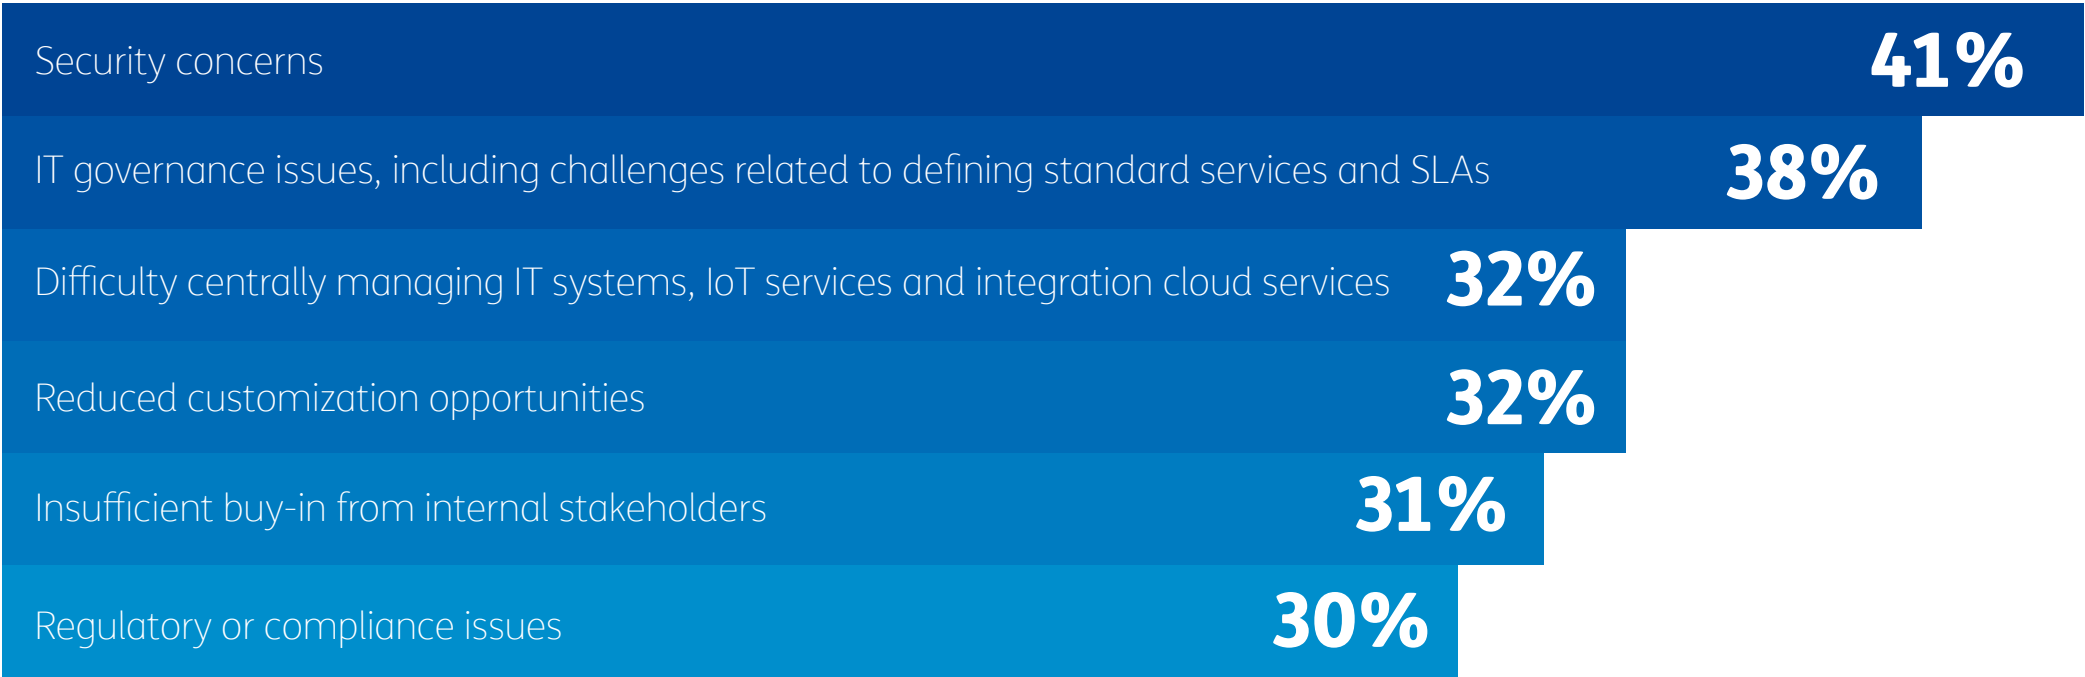 Security concerns 41%
IT governance issues, including challenges related to defining standard services and SLAs 38%
Difficulty centrally managing IT systems, IoT services and integration cloud services 32%
Reduced customization opportunities 32%
Insufficient buy-in from internal stakeholders 31%
Regulatory or compliance issues 30%